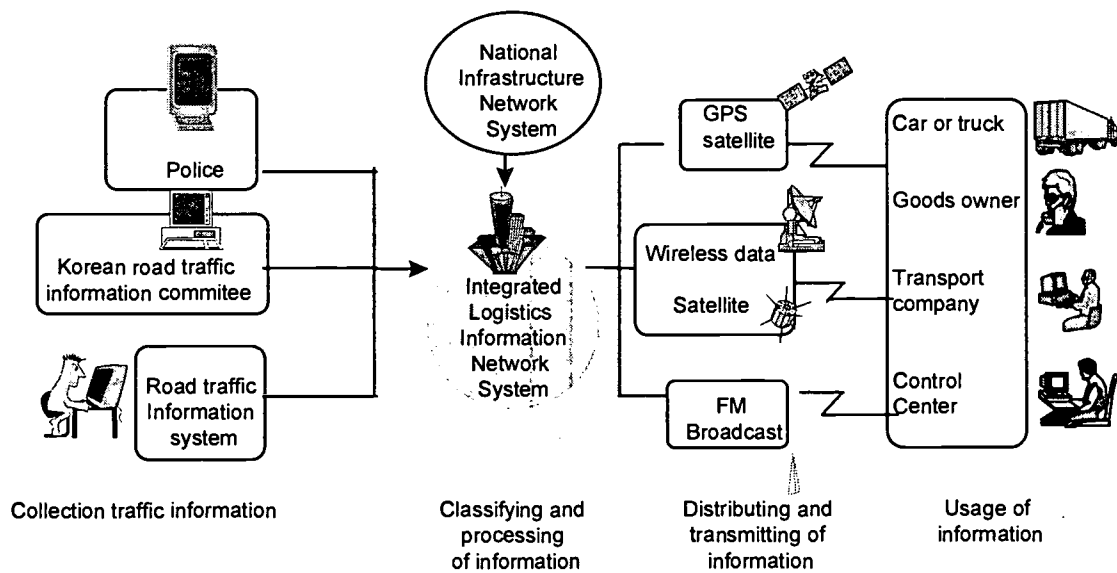 Police
Korean road traffic
information commitee
Road traffic
Information
system
Collection traffic information
National
Infrastructure
Network
System
Integrated
Logistics
Information
Network
System
Classifying and
processing
of information
GPS
satellite
Wireless data
Satellite
FM
Broadcast
Distributing and
transmitting of
information
Car or truck
Goods owner
Transport
company
Control
Center
Usage of
information